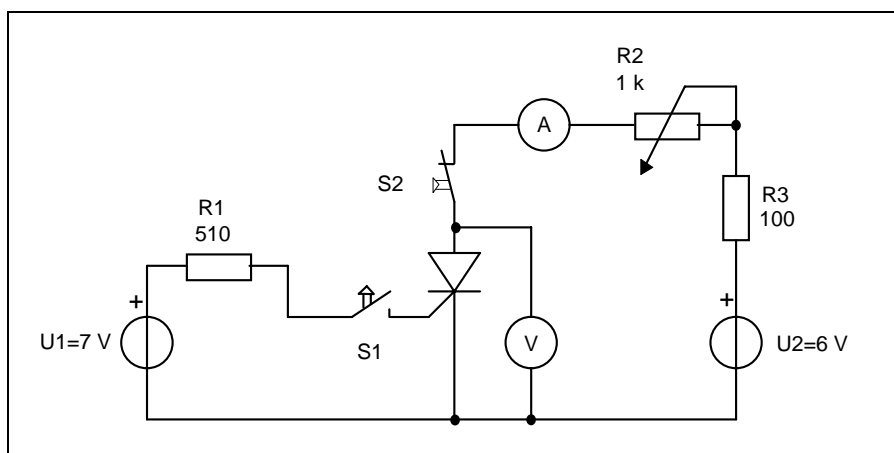 R2
1 k
A
S2
R1
510
R3
100
+
+
U1=7 V
S1
V
U2=6 V